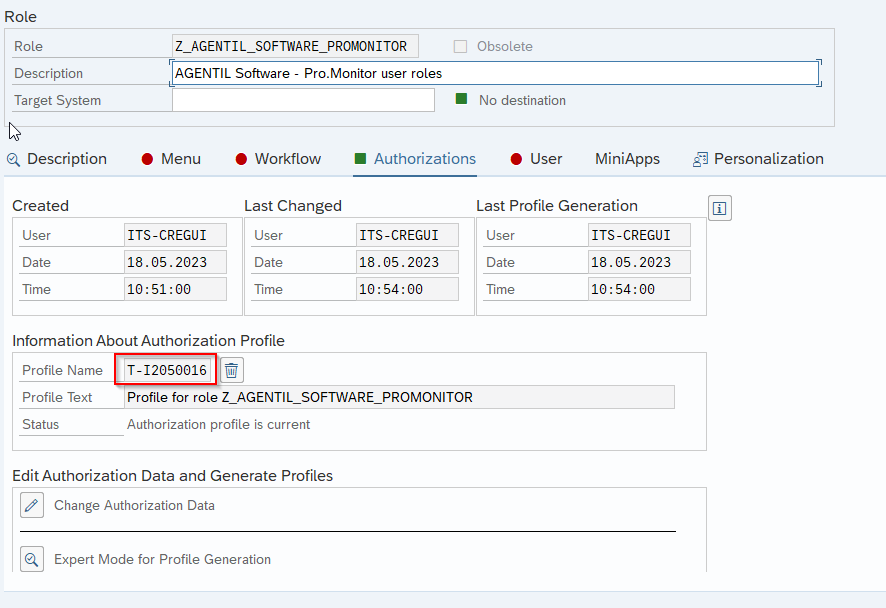 Role
Role Z_AGENTIL_SOFTWARE_PROMONITOR Obsolete
Description AGENTIL Software - Pro.Monitor user roles
Target System No destination
Description Menu Workflow Authorizations User MiniApps Personalization
Created Last Changed Last Profile Generation
User ITS-CREGUI User ITS-CREGUI User ITS-CREGUI
Date 18.05.2023 Date 18.05.2023 Date 18.05.2023
Time 10:51:00 Time 10:54:00 Time 10:54:00
Information About Authorization Profile
Profile Name T-I2050016
Profile Text Profile for role Z_AGENTIL_SOFTWARE_PROMONITOR
Status Authorization profile is current
Edit Authorization Data and Generate Profiles
Change Authorization Data
Expert Mode for Profile Generation